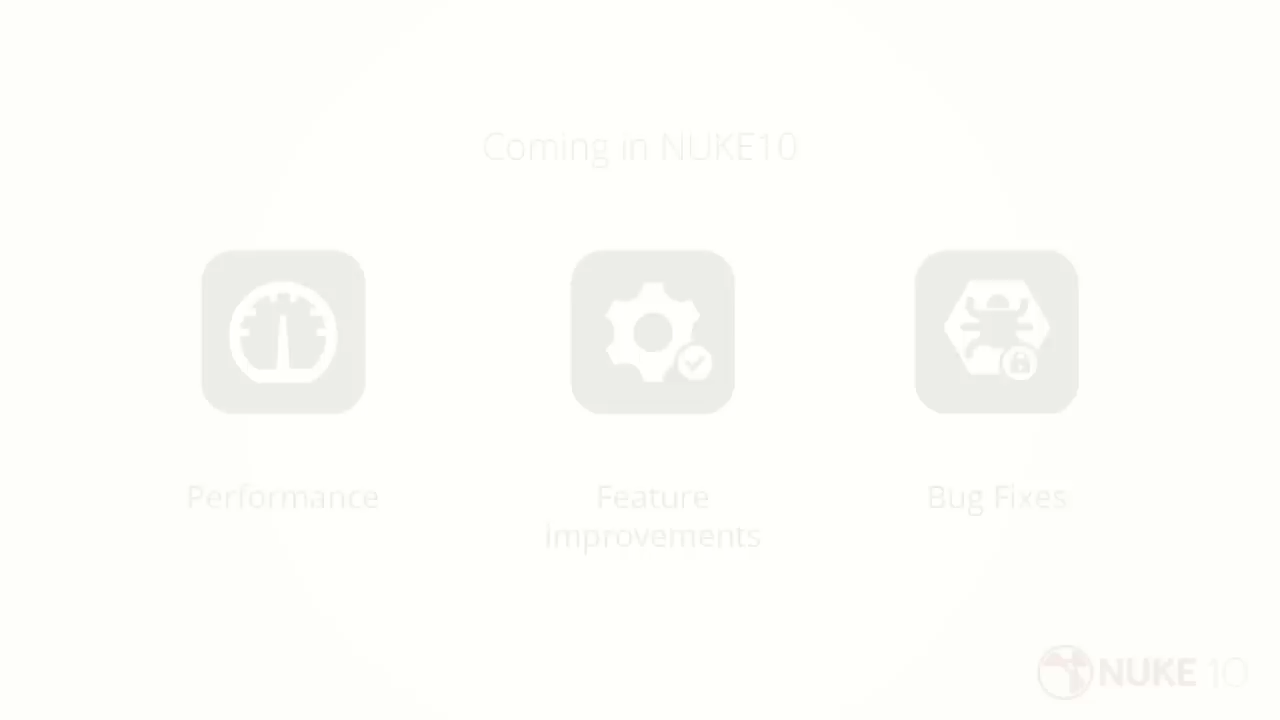 Coming in NUKE10
Performance
Feature
improvements
Bug Fixes
NUKE 10